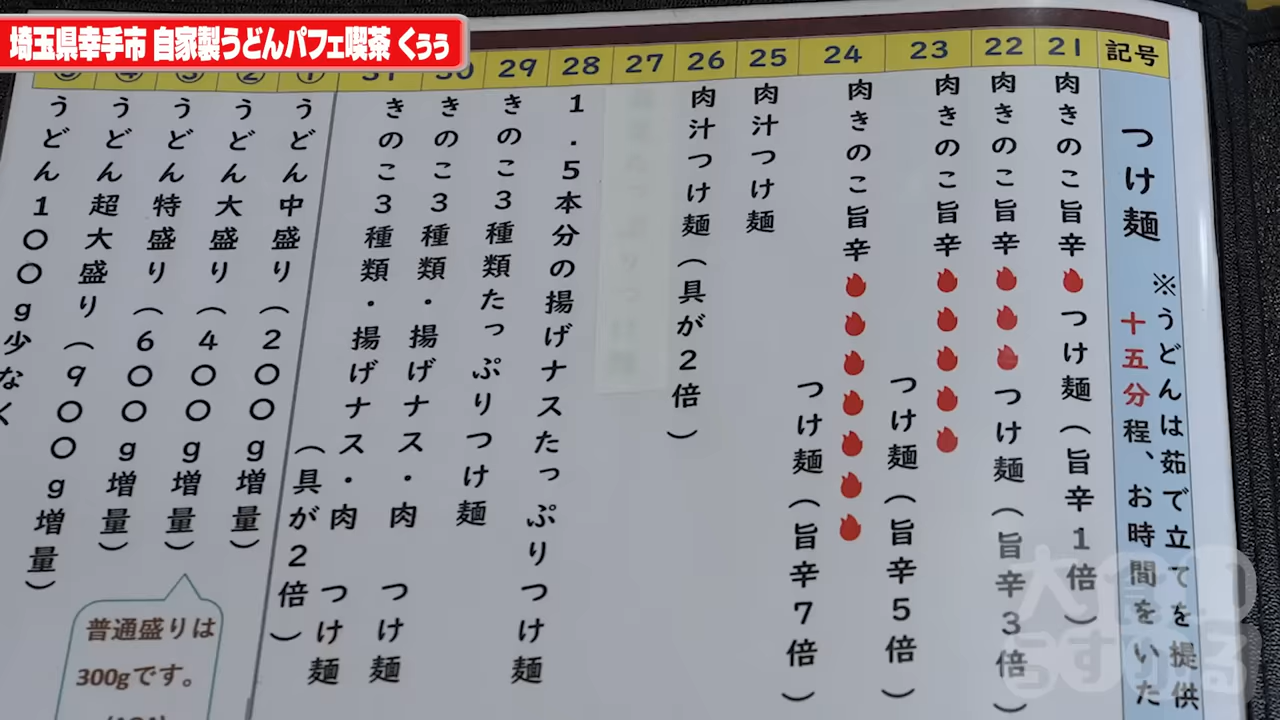 埼玉県幸手市 自家製うどんパフェ喫茶 くぅぅ
記号
つけ麺
※うどんは茹で立てを提供
十五分程、お時間をいた
21
肉きのこ旨辛つけ麺（旨辛1倍）
22
肉きのこ旨辛つけ麺（旨辛3倍）
23
肉きのこ旨辛つけ麺（旨辛5倍）
24
肉きのこ旨辛つけ麺（旨辛7倍）
25
肉汁つけ麺
26
肉汁つけ麺（具が2倍）
27
28
1.5本分の揚げナスたっぷりつけ麺
29
きのこ3種類たっぷりつけ麺
30
きのこ3種類・揚げナス・肉 つけ麺
31
きのこ3種類・揚げナス・肉 つけ麺
（具が2倍）
①
うどん中盛り（200g増量）
②
うどん大盛り（400g増量）
③
うどん特盛り（600g増量）
④
うどん超大盛り（900g増量）
⑤
うどん100g少なく
普通盛りは
300gです。